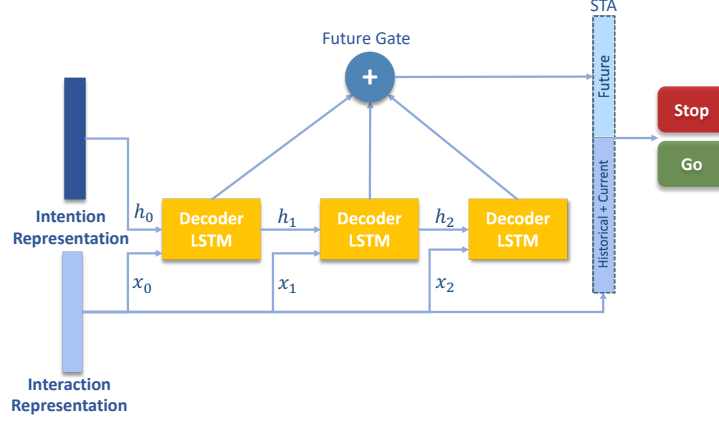 STA
Future Gate
+
Future
Stop
Go
Historical + Current
Intention
Representation
h₀
Decoder
LSTM
h₁
Decoder
LSTM
h₂
Decoder
LSTM
x₀
x₁
x₂
Interaction
Representation